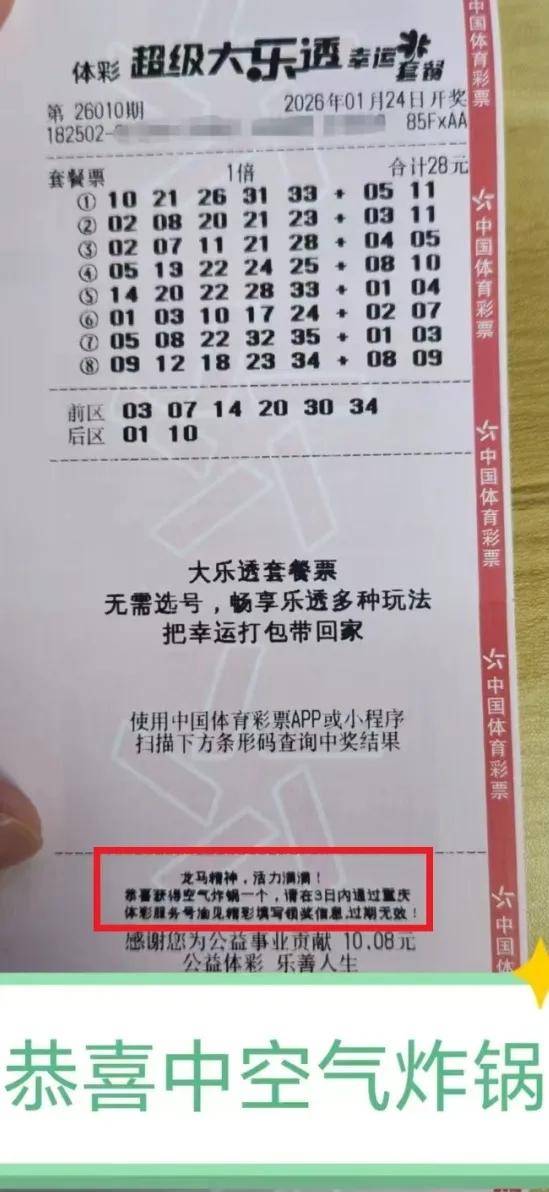 中国体育彩票
体彩 超级大乐透 幸运套餐
第 26010期 2026年01月24日开奖
182502- 85FxAA
套餐票 1倍 合计28元
① 10 21 26 31 33 + 05 11
② 02 08 20 21 23 + 03 11
③ 02 07 11 21 28 + 04 05
④ 05 13 22 24 25 + 08 10
⑤ 14 20 22 28 33 + 01 04
⑥ 01 03 10 17 24 + 02 07
⑦ 05 08 22 32 35 + 01 03
⑧ 09 12 18 23 34 + 08 09
前区 03 07 14 20 30 34
后区 01 10
中国体育彩票
中国体育彩票
中国体育彩票
中国
大乐透套餐票
无需选号，畅享乐透多种玩法
把幸运打包带回家
使用中国体育彩票APP或小程序
扫描下方条形码查询中奖结果
龙马精神，活力满满！
恭喜获得空气炸锅一个，请在3日内通过重庆
体彩服务号渝见精彩填写领奖信息,过期无效！
感谢您为公益事业贡献 10.08元
公益体彩 乐善人生
恭喜中空气炸锅